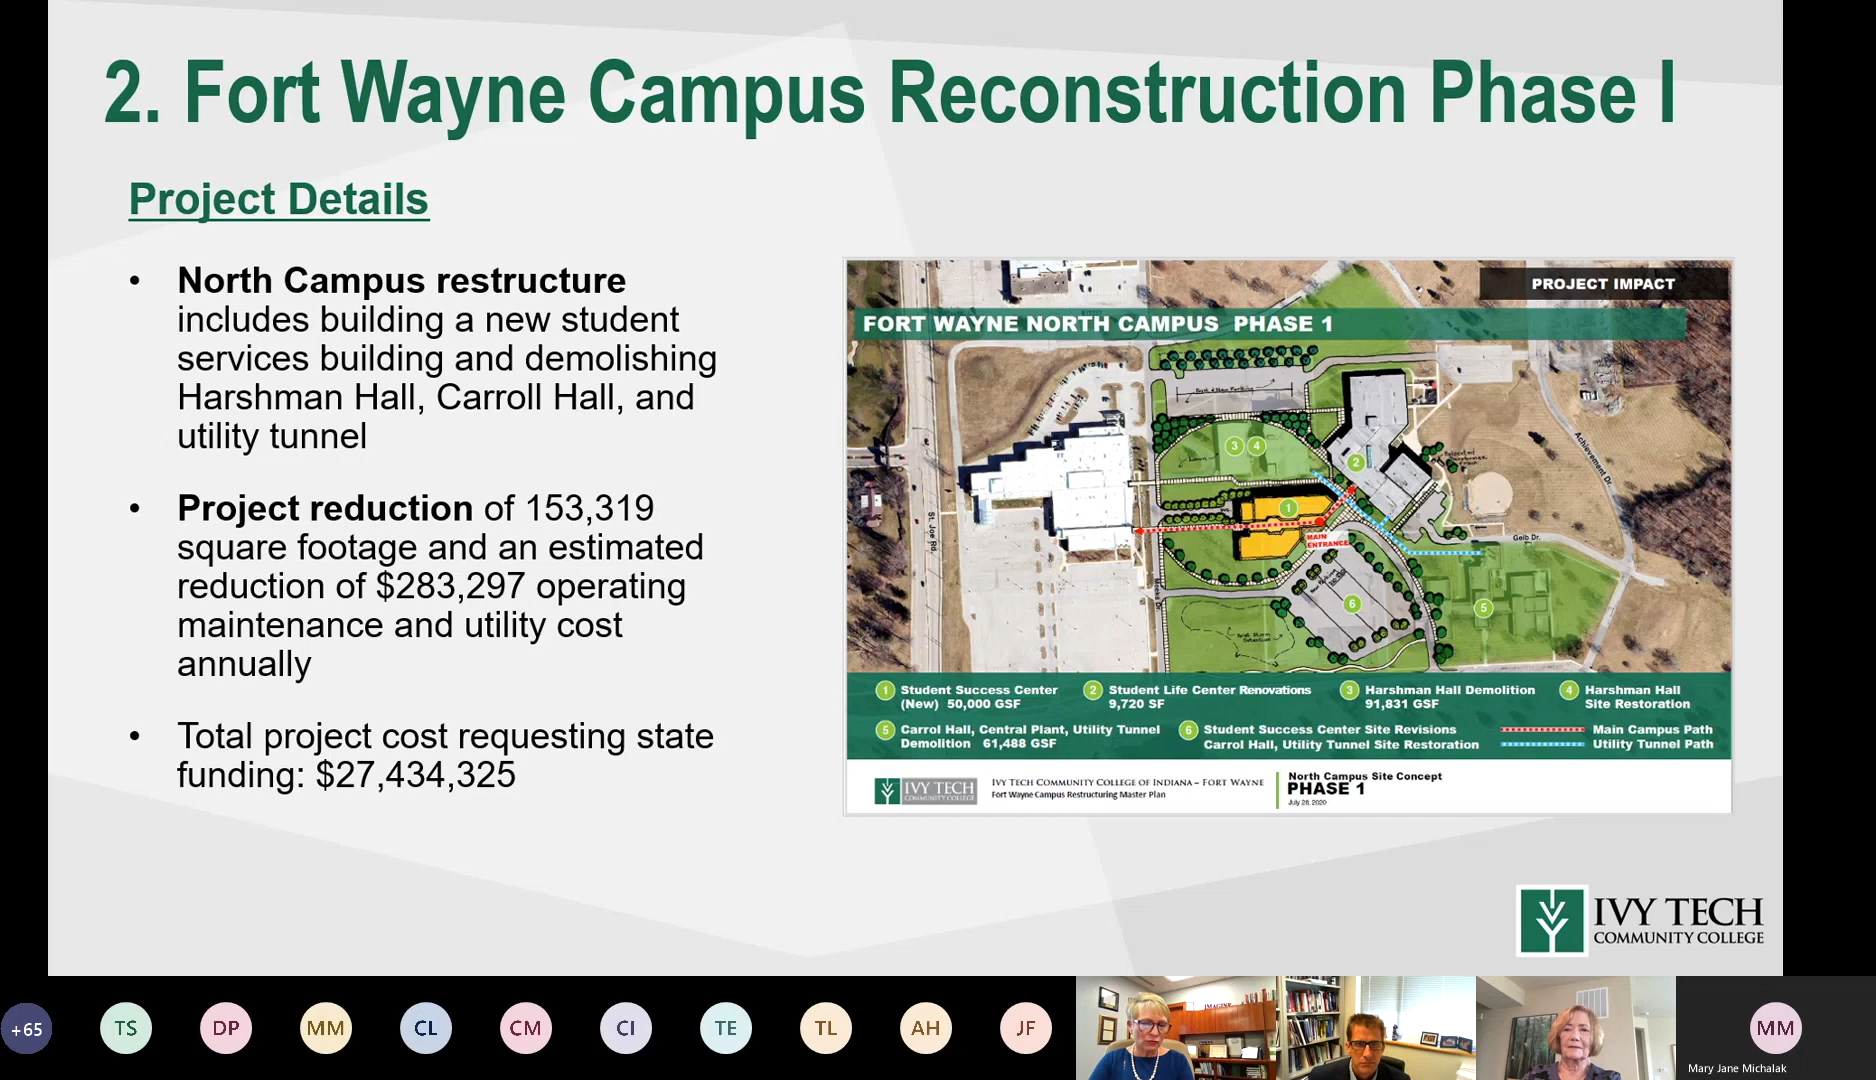 2. Fort Wayne Campus Reconstruction Phase I
Project Details
• North Campus restructure
includes building a new student
services building and demolishing
Harshman Hall, Carroll Hall, and
utility tunnel
• Project reduction of 153,319
square footage and an estimated
reduction of $283,297 operating
maintenance and utility cost
annually
• Total project cost requesting state
funding: $27,434,325
PROJECT IMPACT
FORT WAYNE NORTH CAMPUS PHASE 1
3 4
2
1
MAIN
ENTRANCE
6
5
St. Joe Rd.
Achievement Dr.
Geib Dr.
1 Student Success Center
(New) 50,000 GSF
2 Student Life Center Renovations
9,720 SF
3 Harshman Hall Demolition
91,831 GSF
4 Harshman Hall
Site Restoration
5 Carrol Hall, Central Plant, Utility Tunnel
Demolition 61,488 GSF
6 Student Success Center Site Revisions
Carrol Hall, Utility Tunnel Site Restoration
Main Campus Path
Utility Tunnel Path
IVY TECH
COMMUNITY COLLEGE
IVY TECH COMMUNITY COLLEGE OF INDIANA – FORT WAYNE
Fort Wayne Campus Restructuring Master Plan
North Campus Site Concept
PHASE 1
July 28, 2020
IVY TECH
COMMUNITY COLLEGE
+65
TS
DP
MM
CL
CM
CI
TE
TL
AH
JF
IMAGINE
MM
Mary Jane Michalak